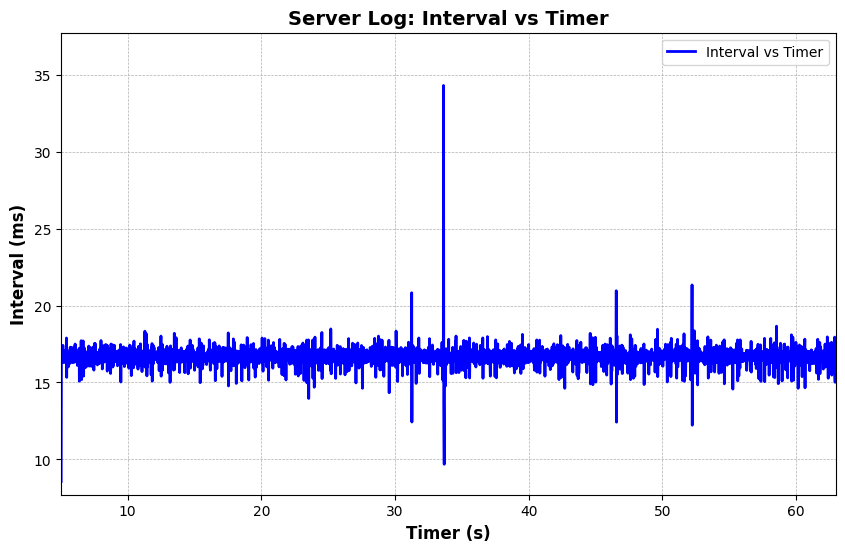 Server Log: Interval vs Timer
Interval vs Timer
35
30
25
20
15
10
Interval (ms)
10 20 30 40 50 60
Timer (s)